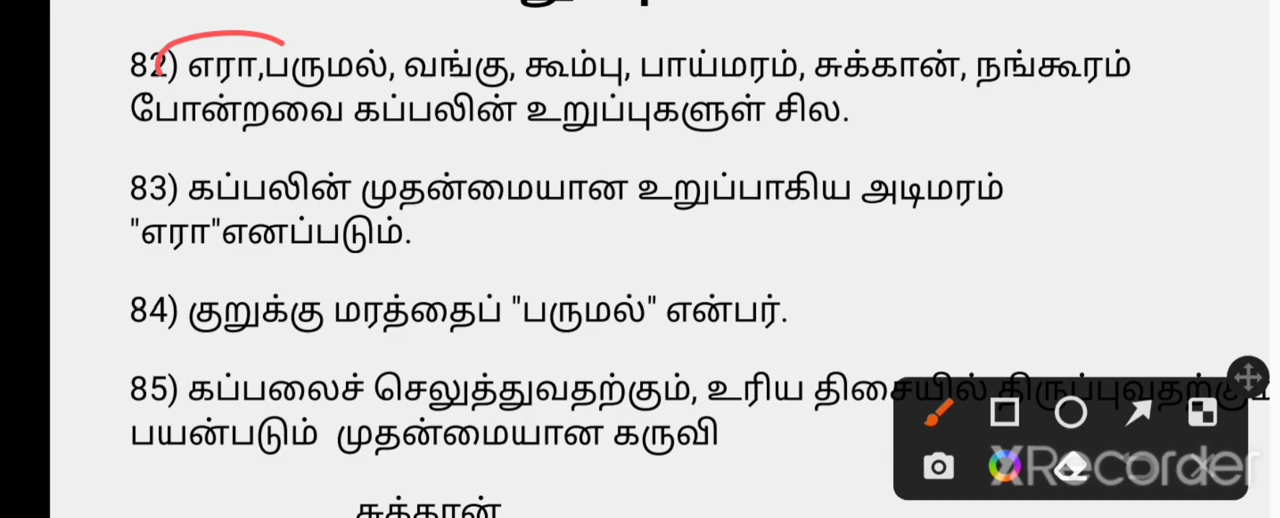 82) எரா,பருமல், வங்கு, கூம்பு, பாய்மரம், சுக்கான், நங்கூரம்
போன்றவை கப்பலின் உறுப்புகளுள் சில.
83) கப்பலின் முதன்மையான உறுப்பாகிய அடிமரம்
"எரா"எனப்படும்.
84) குறுக்கு மரத்தைப் "பருமல்" என்பர்.
85) கப்பலைச் செலுத்துவதற்கும், உரிய திசையில் திருப்புவதற்கும்
பயன்படும் முதன்மையான கருவி
XRecorder
சுக்கான்